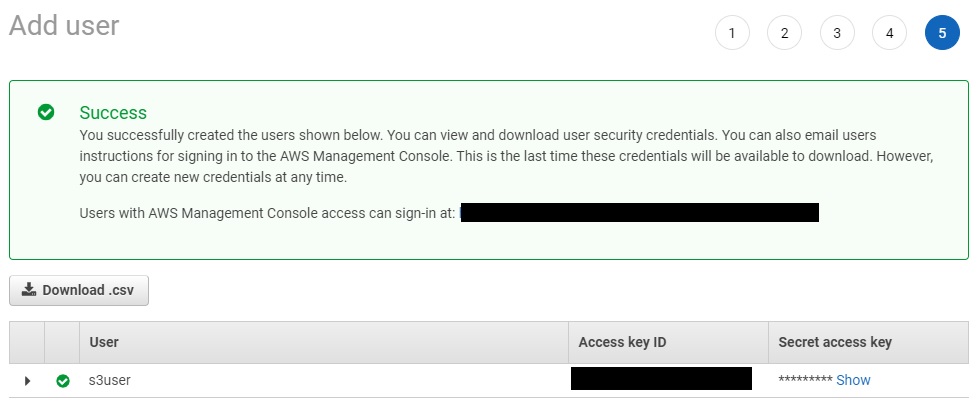 Add user
1 2 3 4 5
Success
You successfully created the users shown below. You can view and download user security credentials. You can also email users
instructions for signing in to the AWS Management Console. This is the last time these credentials will be available to download. However,
you can create new credentials at any time.
Users with AWS Management Console access can sign-in at:
Download .csv
User Access key ID Secret access key
s3user ********* Show